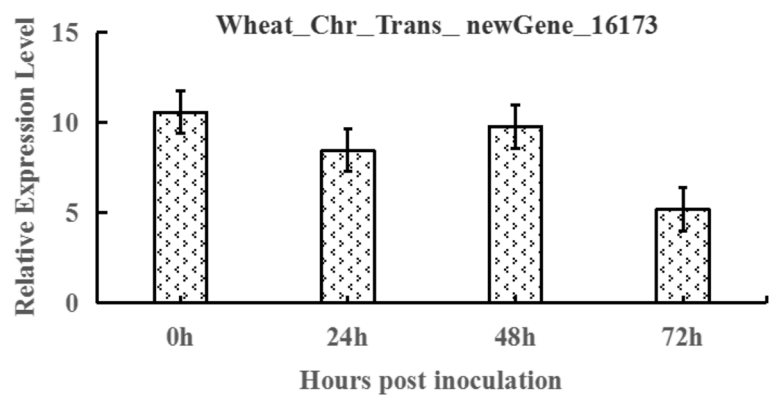 Wheat_Chr_Trans_ newGene_16173
Relative Expression Level
15
10
5
0
0h
24h
48h
72h
Hours post inoculation